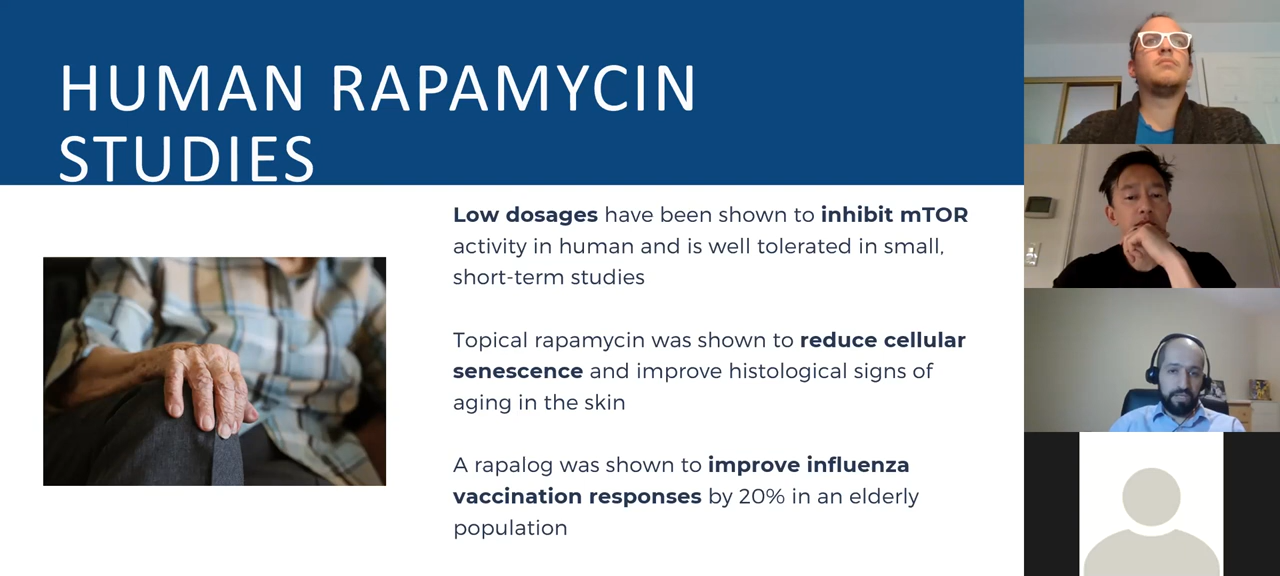 HUMAN RAPAMYCIN
STUDIES
Low dosages have been shown to inhibit mTOR
activity in human and is well tolerated in small,
short-term studies
Topical rapamycin was shown to reduce cellular
senescence and improve histological signs of
aging in the skin
A rapalog was shown to improve influenza
vaccination responses by 20% in an elderly
population